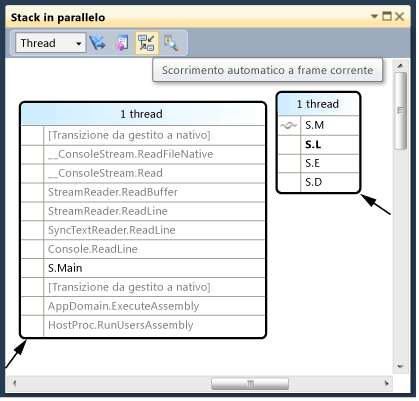 Stack in parallelo
Thread
Scorrimento automatico a frame corrente
1 thread
[Transizione da gestito a nativo]
__ConsoleStream.ReadFileNative
__ConsoleStream.Read
StreamReader.ReadBuffer
StreamReader.ReadLine
SyncTextReader.ReadLine
Console.ReadLine
S.Main
[Transizione da gestito a nativo]
AppDomain.ExecuteAssembly
HostProc.RunUsersAssembly
1 thread
S.M
S.L
S.E
S.D